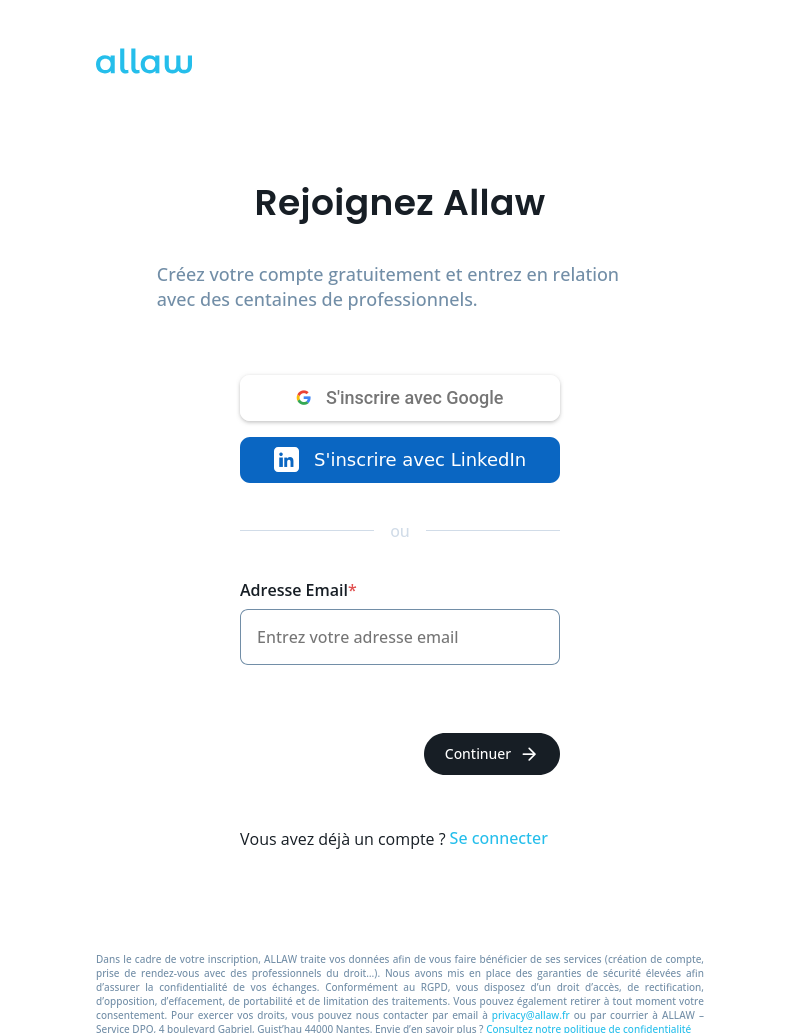 allaw
Rejoignez Allaw
Créez votre compte gratuitement et entrez en relation
avec des centaines de professionnels.
S'inscrire avec Google
S'inscrire avec LinkedIn
ou
Adresse Email*
Entrez votre adresse email
Continuer
Vous avez déjà un compte ? Se connecter
Dans le cadre de votre inscription, ALLAW traite vos données afin de vous faire bénéficier de ses services (création de compte,
prise de rendez-vous avec des professionnels du droit...). Nous avons mis en place des garanties de sécurité élevées afin
d’assurer la confidentialité de vos échanges. Conformément au RGPD, vous disposez d’un droit d’accès, de rectification,
d’opposition, d’effacement, de portabilité et de limitation des traitements. Vous pouvez également retirer à tout moment votre
consentement. Pour exercer vos droits, vous pouvez nous contacter par email à privacy@allaw.fr ou par courrier à ALLAW –
Service DPO, 4 boulevard Gabriel, Guist’hau 44000 Nantes. Envie d’en savoir plus ? Consultez notre politique de confidentialité